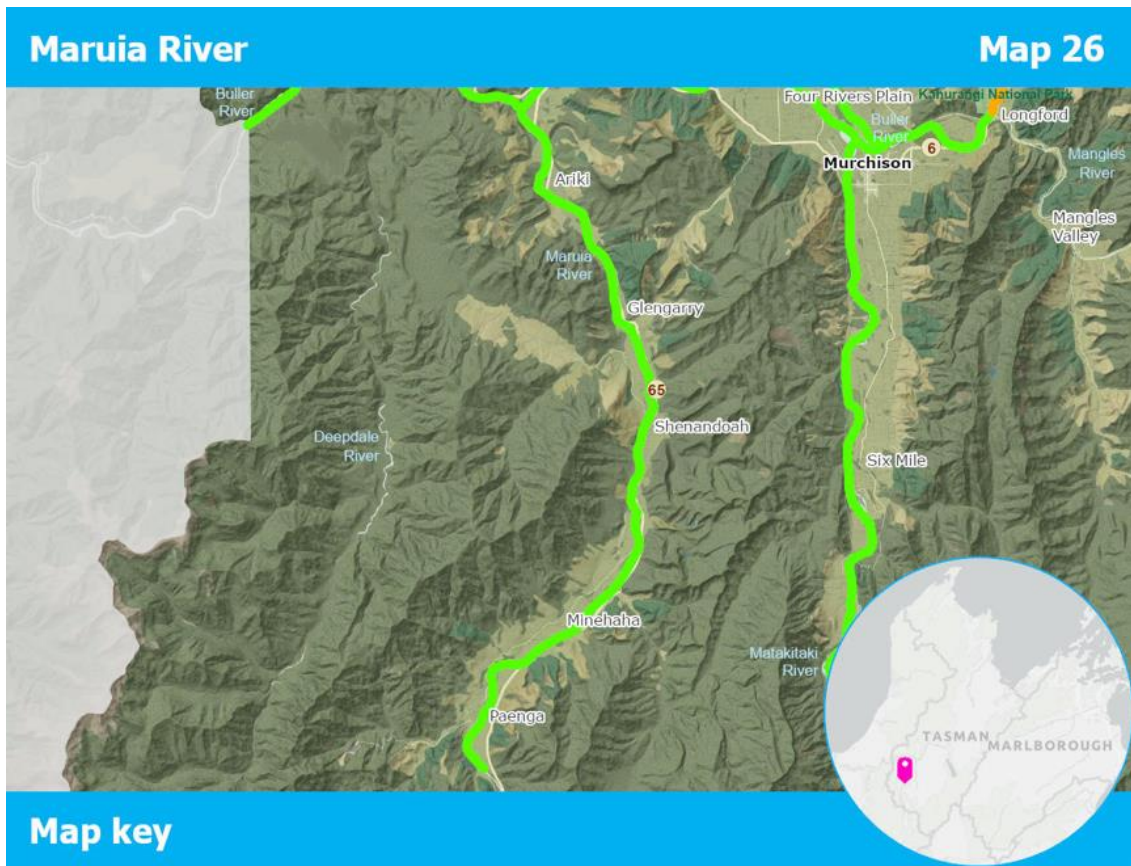 Maruia River
Map 26
Buller
River
Four Rivers Plain
Kahurangi National Park
Longford
Buller
River
6
Murchison
Mangles
River
Ariki
Mangles
Valley
Maruia
River
Glengarry
65
Shenandoah
Deepdale
River
Six Mile
Minehaha
Matakitaki
River
Paenga
TASMAN
MARLBOROUGH
Map key